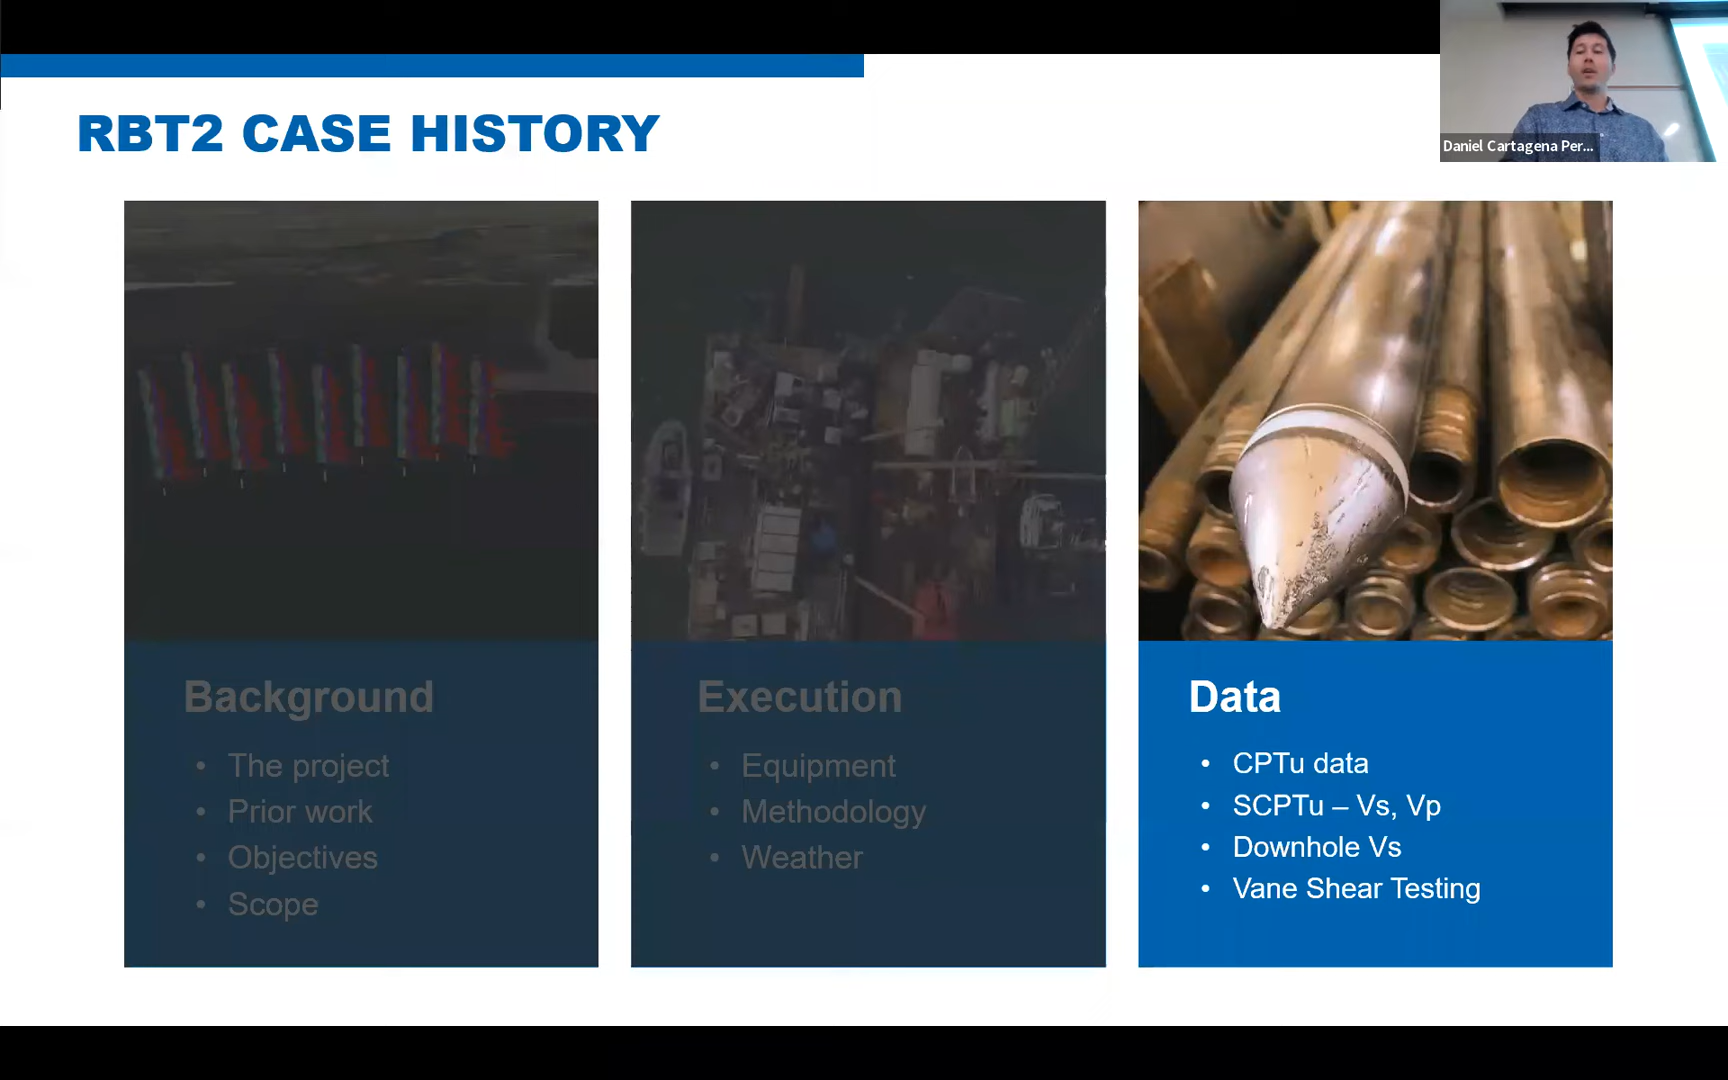 RBT2 CASE HISTORY
Daniel Cartagena Per...
Background
• The project
• Prior work
• Objectives
• Scope
Execution
• Equipment
• Methodology
• Weather
Data
• CPTu data
• SCPTu – Vs, Vp
• Downhole Vs
• Vane Shear Testing